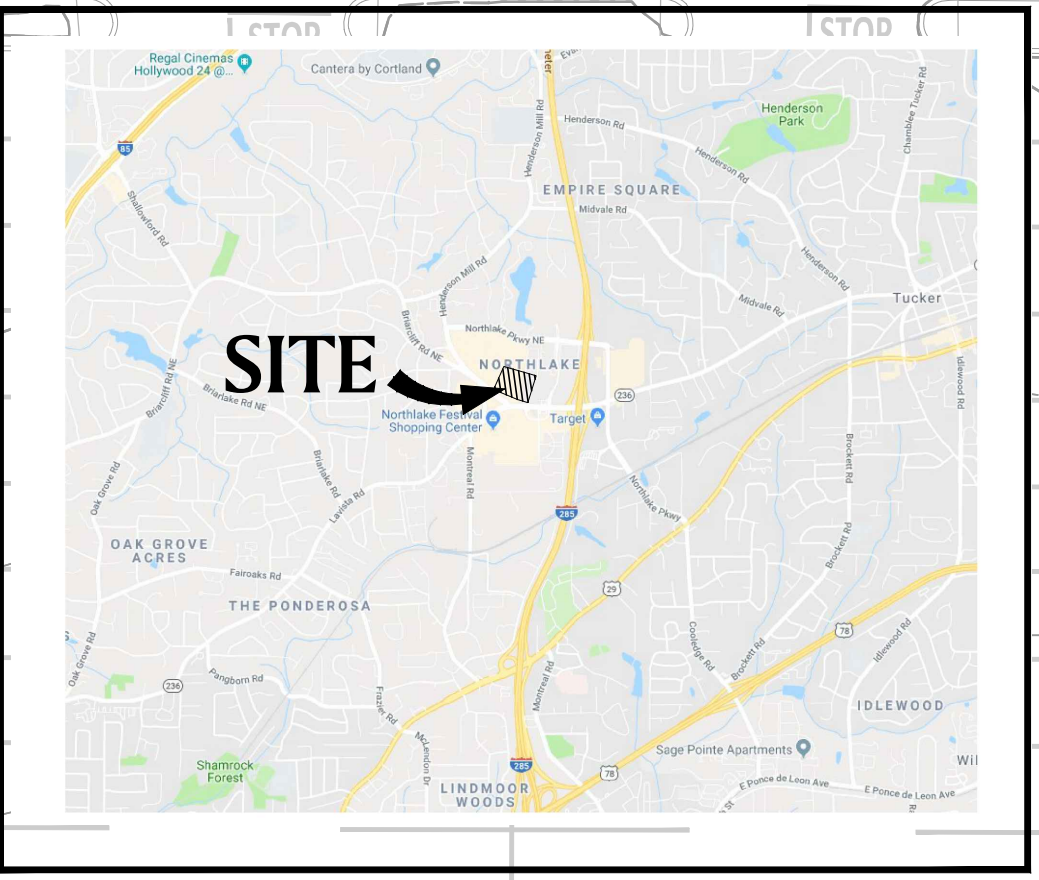 STOP
STOP
Regal Cinemas
Hollywood 24 @...
Cantera by Cortland
85
Henderson Mill Rd
Henderson Rd
Henderson
Park
Chamblee Tucker Rd
Henderson Rd
EMPIRE SQUARE
Midvale Rd
Shallowford Rd
Henderson Rd
Henderson Mill Rd
Midvale Rd
Tucker
Briarcliff Rd NE
Northlake Pkwy NE
NORTHLAKE
SITE
Briarcliff Rd NE
Briarlake Rd NE
236
Idlewood Rd
Northlake Festival
Shopping Center
Target
Montreal Rd
Brockett Rd
Briarlake Rd
Oak Grove Rd
Lavista Rd
Northlake Pkwy
285
OAK GROVE
ACRES
Brockett Rd
Fairoaks Rd
29
THE PONDEROSA
78
Cooledge Rd
Brockett Rd
Idlewood Rd
Oak Grove Rd
Pangborn Rd
236
Montreal Rd
Frazier Rd
IDLEWOOD
McLendon Dr
Sage Pointe Apartments
Wil
285
78
Shamrock
Forest
LINDMOOR
WOODS
E Ponce de Leon Ave
E Ponce de Leon Ave